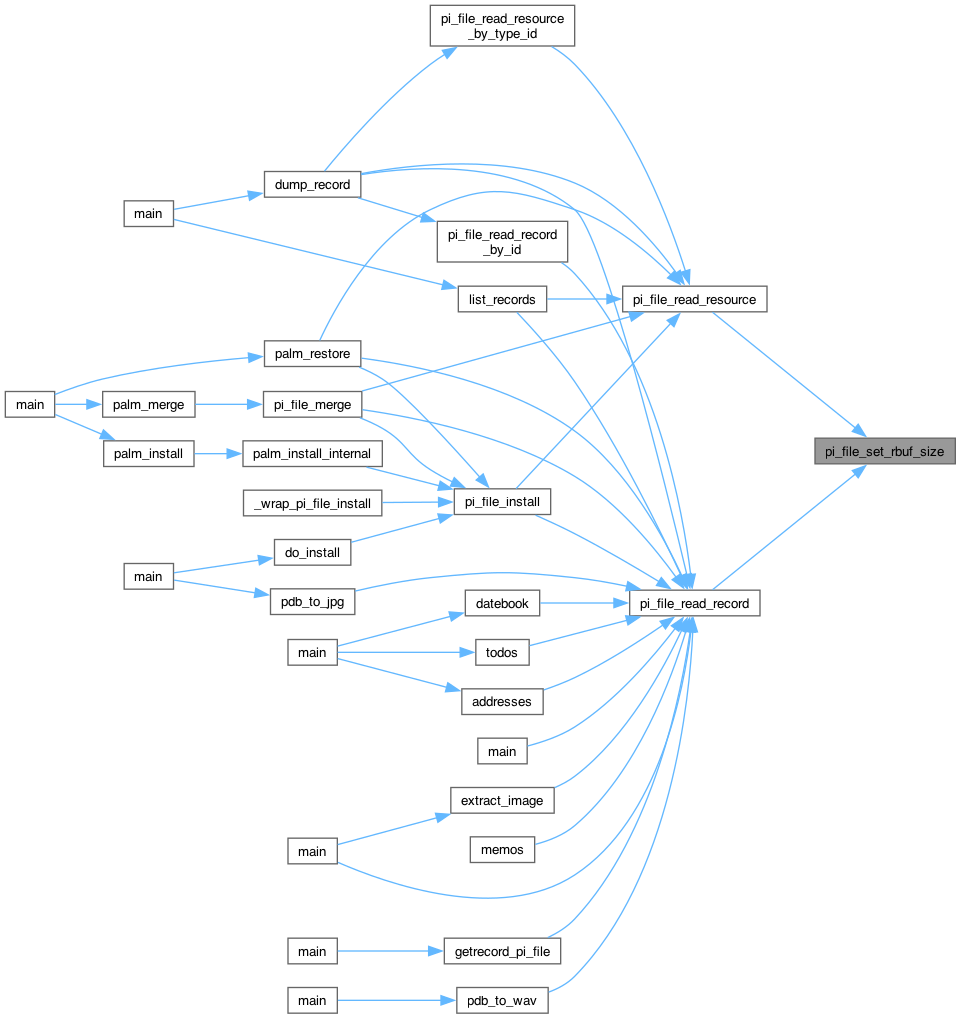 pi_file_read_resource
_by_type_id
dump_record
main
pi_file_read_record
_by_id
list_records
pi_file_read_resource
palm_restore
main
palm_merge
pi_file_merge
palm_install
palm_install_internal
pi_file_set_rbuf_size
_wrap_pi_file_install
pi_file_install
do_install
main
pdb_to_jpg
datebook
pi_file_read_record
main
todos
addresses
main
extract_image
main
memos
main
getrecord_pi_file
main
pdb_to_wav